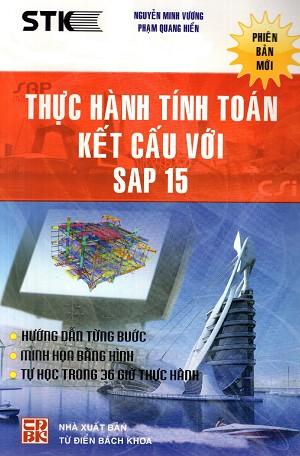 STK
NGUYỄN MINH VƯƠNG
PHẠM QUANG HIỂN
PHIÊN
BẢN
MỚI
SAP
THỰC HÀNH TÍNH TOÁN
KẾT CẤU VỚI
SAP 15
CSi
HƯỚNG DẪN TỪNG BƯỚC
MINH HỌA BẰNG HÌNH
TỰ HỌC TRONG 36 GIỜ THỰC HÀNH
NHÀ XUẤT BẢN
TỪ ĐIỂN BÁCH KHOA